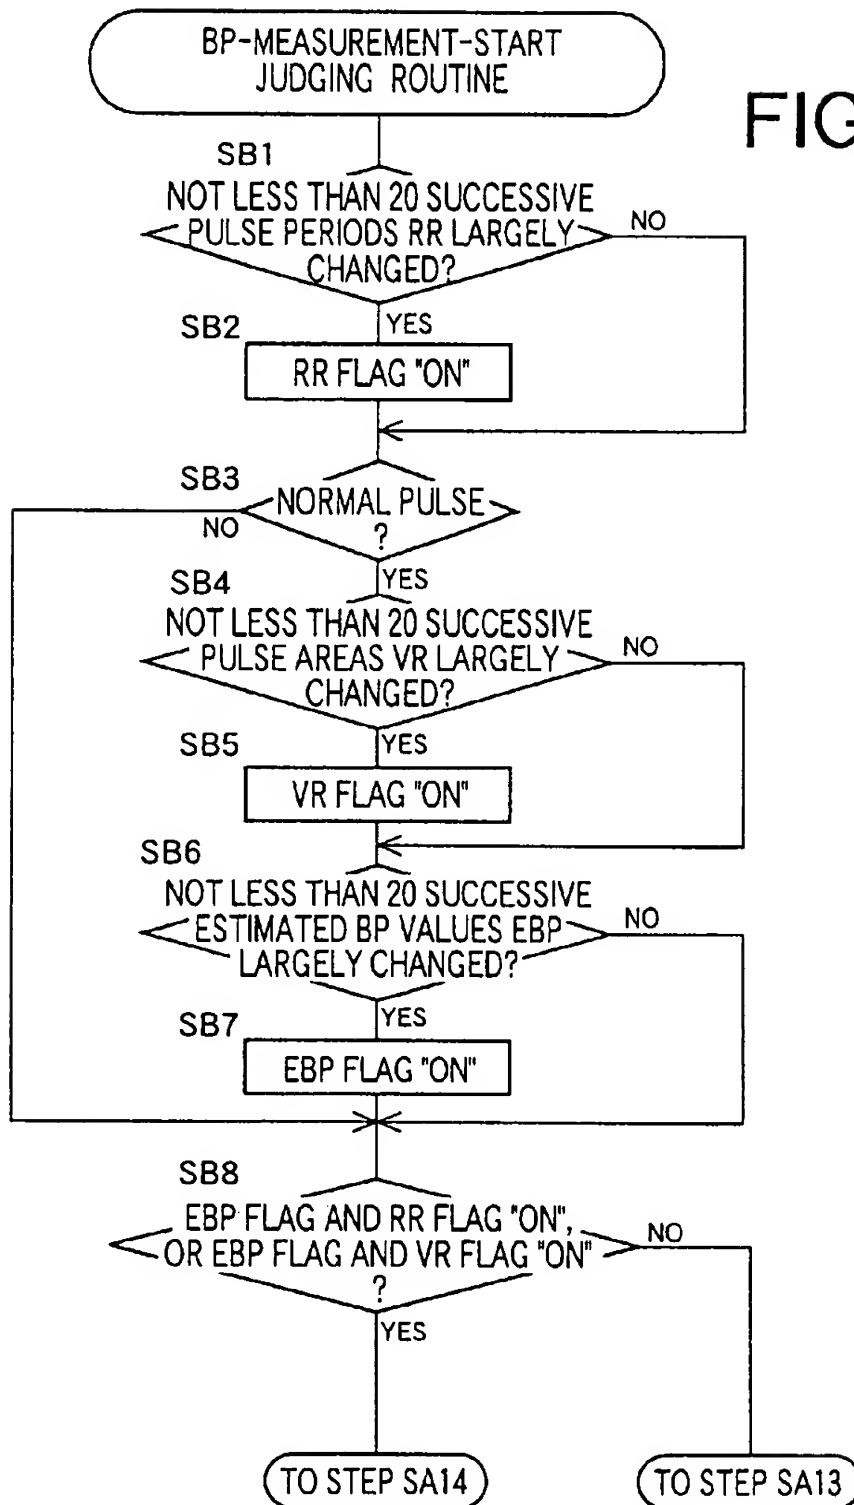 BP-MEASUREMENT-START
JUDGING ROUTINE
FIG
SB1
NOT LESS THAN 20 SUCCESSIVE
PULSE PERIODS RR LARGELY
CHANGED?
NO
YES
SB2
RR FLAG "ON"
SB3
NORMAL PULSE
?
NO
YES
SB4
NOT LESS THAN 20 SUCCESSIVE
PULSE AREAS VR LARGELY
CHANGED?
NO
YES
SB5
VR FLAG "ON"
SB6
NOT LESS THAN 20 SUCCESSIVE
ESTIMATED BP VALUES EBP
LARGELY CHANGED?
NO
YES
SB7
EBP FLAG "ON"
SB8
EBP FLAG AND RR FLAG "ON",
OR EBP FLAG AND VR FLAG "ON"
?
NO
YES
TO STEP SA14
TO STEP SA13